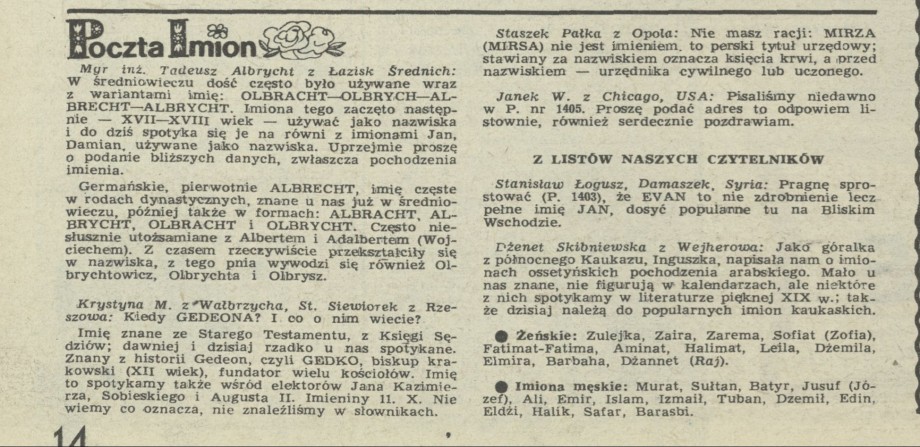 Poczta Imion
Mgr inż. Tadeusz Albrycht z Łazisk Średnich:
W średniowieczu dość często było używane wraz
z wariantami imię: OLBRACHT—OLBRYCH—AL-
BRECHT—ALBRYCHT. Imiona tego zaczęto następ-
nie — XVII—XVIII wiek — używać jako nazwiska
i do dziś spotyka się je na równi z imionami Jan,
Damian, używane jako nazwiska. Uprzejmie proszę
o podanie bliższych danych, zwłaszcza pochodzenia
imienia.
Germańskie, pierwotnie ALBRECHT, imię częste
w rodach dynastycznych, znane u nas już w średnio-
wieczu, później także w formach: ALBRACHT, AL-
BRYCHT, OLBRACHT i OLBRYCHT. Często nie-
słusznie utożsamiane z Albertem i Adalbertem (Woj-
ciechem). Z czasem rzeczywiście przekształciły się
w nazwiska, z tego pnia wywodzi się również Ol-
brychtowicz, Olbrychta i Olbrysz.
Krystyna M. z Wałbrzycha, St. Siewiorek z Rze-
szowa: Kiedy GEDEONA? I co o nim wiecie?
Imię znane ze Starego Testamentu, z Księgi Sę-
dziów; dawniej i dzisiaj rzadko u nas spotykane.
Znany z historii Gedeon, czyli GEDKO, biskup kra-
kowski (XII wiek), fundator wielu kościołów. Imię
to spotykamy także wśród elektorów Jana Kazimie-
rza, Sobieskiego i Augusta II. Imieniny 11. X. Nie
wiemy co oznacza, nie znaleźliśmy w słownikach.
14
Staszek Pałka z Opola: Nie masz racji: MIRZA
(MIRSA) nie jest imieniem, to perski tytuł urzędowy;
stawiany za nazwiskiem oznacza księcia krwi, a przed
nazwiskiem — urzędnika cywilnego lub uczonego.
Janek W. z Chicago, USA: Pisaliśmy niedawno
w P. nr 1405. Proszę podać adres to odpowiem li-
stownie, również serdecznie pozdrawiam.
Z LISTÓW NASZYCH CZYTELNIKÓW
Stanisław Łogusz, Damaszek, Syria: Pragnę spro-
stować (P. 1403), że EVAN to nie zdrobnienie lecz
pełne imię JAN, dosyć popularne tu na Bliskim
Wschodzie.
Dżenet Skibniewska z Wejherowa: Jako góralka
z północnego Kaukazu, Inguszka, napisała nam o imio-
nach ossetyńskich pochodzenia arabskiego. Mało u
nas znane, nie figurują w kalendarzach, ale niektóre
z nich spotykamy w literaturze pięknej XIX w.; tak-
że dzisiaj należą do popularnych imion kaukaskich.
● Żeńskie: Zulejka, Zaira, Zarema, Sofiat (Zofia),
Fatimat-Fatima, Aminat, Halimat, Leila, Dżemila,
Elmira, Barbaha, Dżannet (Raj).
● Imiona męskie: Murat, Sułtan, Batyr, Jusuf (Jó-
zef), Ali, Emir, Islam, Izmaił, Tuban, Dzemił, Edin,
Eldżi, Halik, Safar, Barasbi.